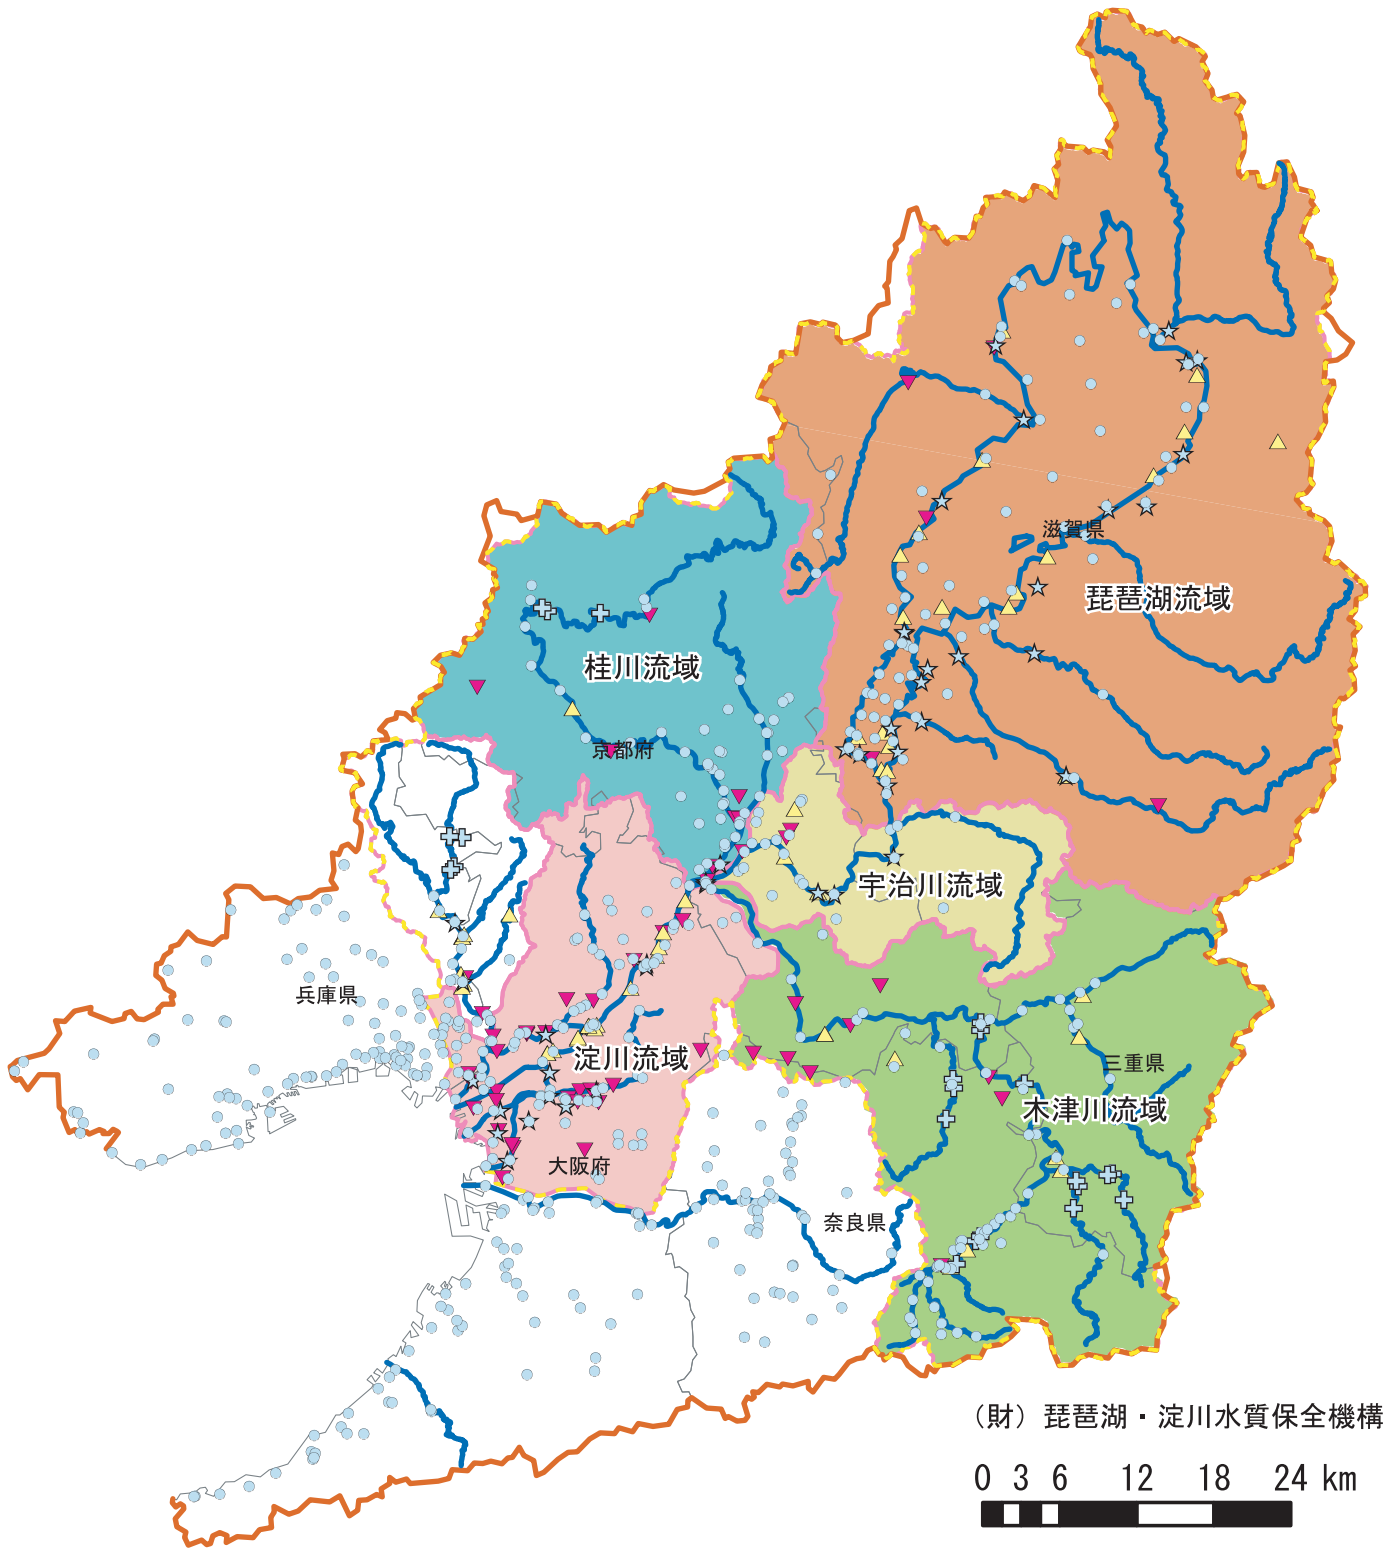 滋賀県
琵琶湖流域
桂川流域
京都府
宇治川流域
兵庫県
淀川流域
三重県
木津川流域
大阪府
奈良県
（財）琵琶湖・淀川水質保全機構
0 3 6 12 18 24 km